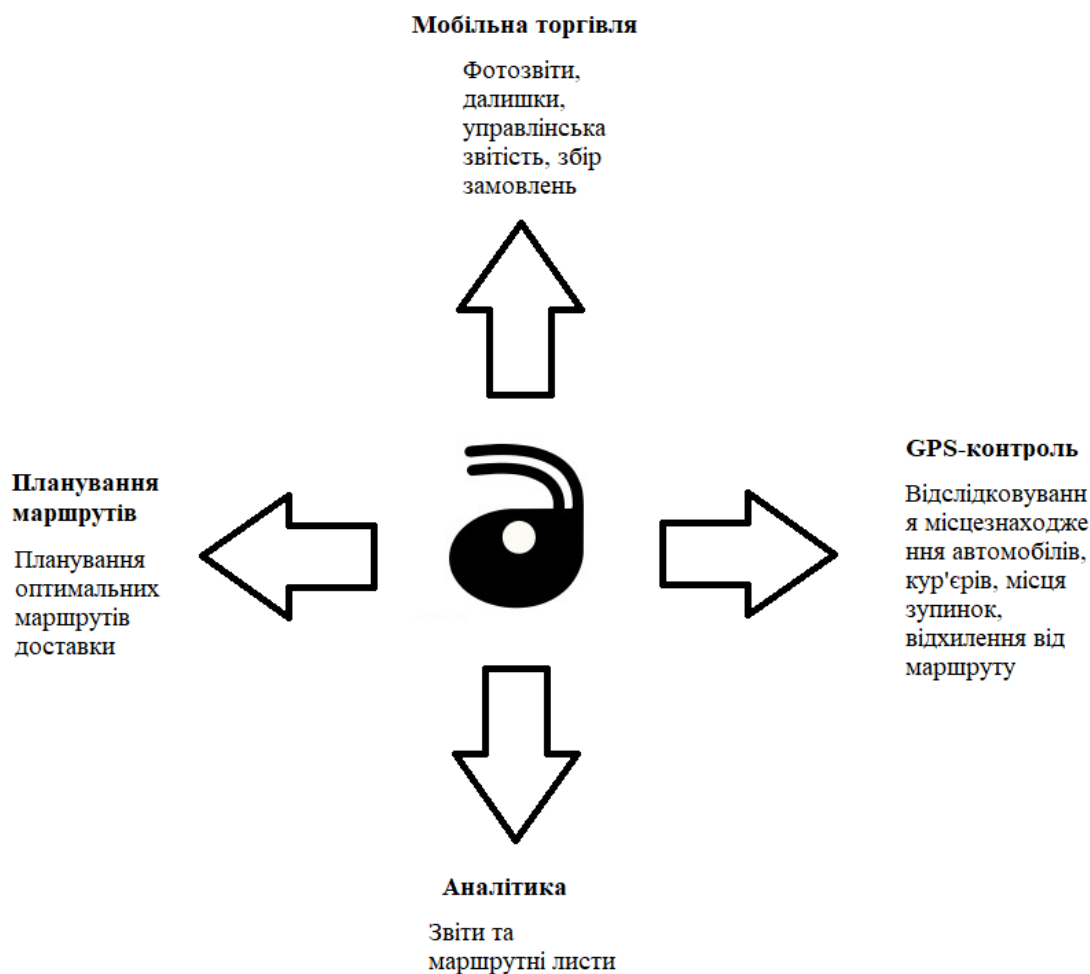 Мобільна торгівля
Фотозвіти,
далишки,
управлінська
звітість, збір
замовлень
Планування
маршрутів
Планування
оптимальних
маршрутів
доставки
GPS-контроль
Відслідковуванн
я місцезнаходже
ення автомобілів,
кур'єрів, місця
зупинок,
відхилення від
маршруту
Аналітика
Звіти та
маршрутні листи